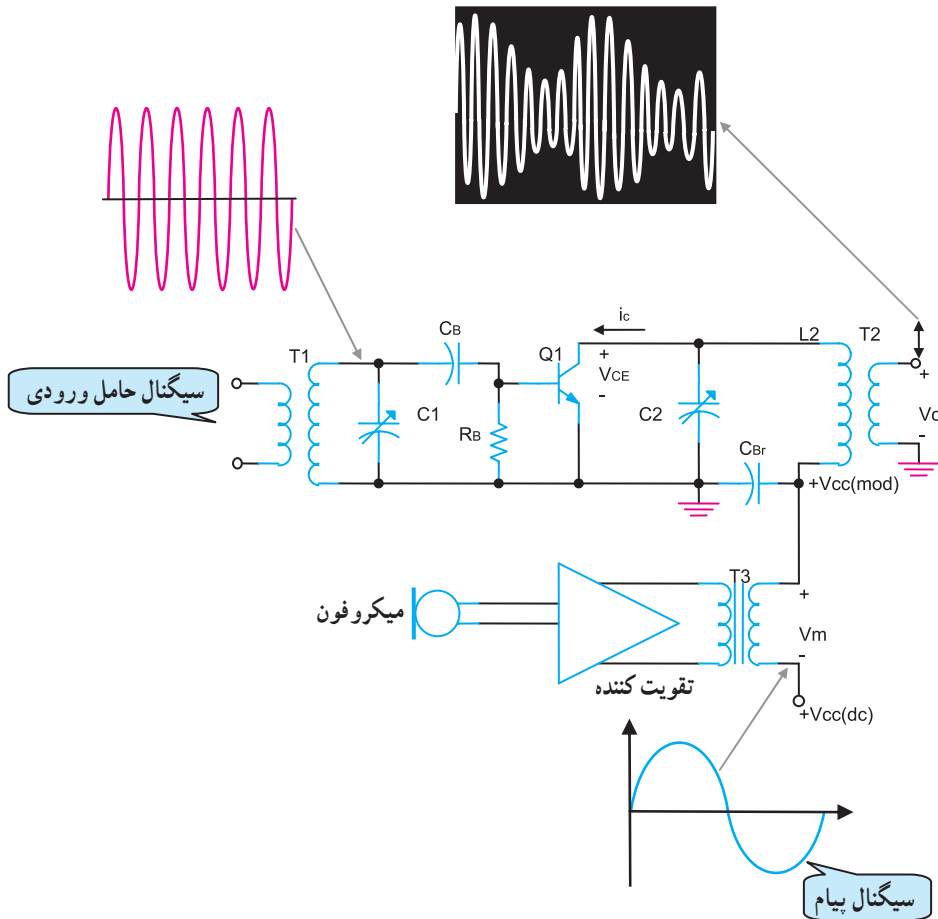 ic
CB
T1
Q1
+
VCE
-
L2
T2
+
سیگنال حامل ورودی
C1
RB
C2
CBr
Vo
-
+Vcc(mod)
T3
+
میکروفون
Vm
-
تقویت کننده
+Vcc(dc)
سیگنال پیام